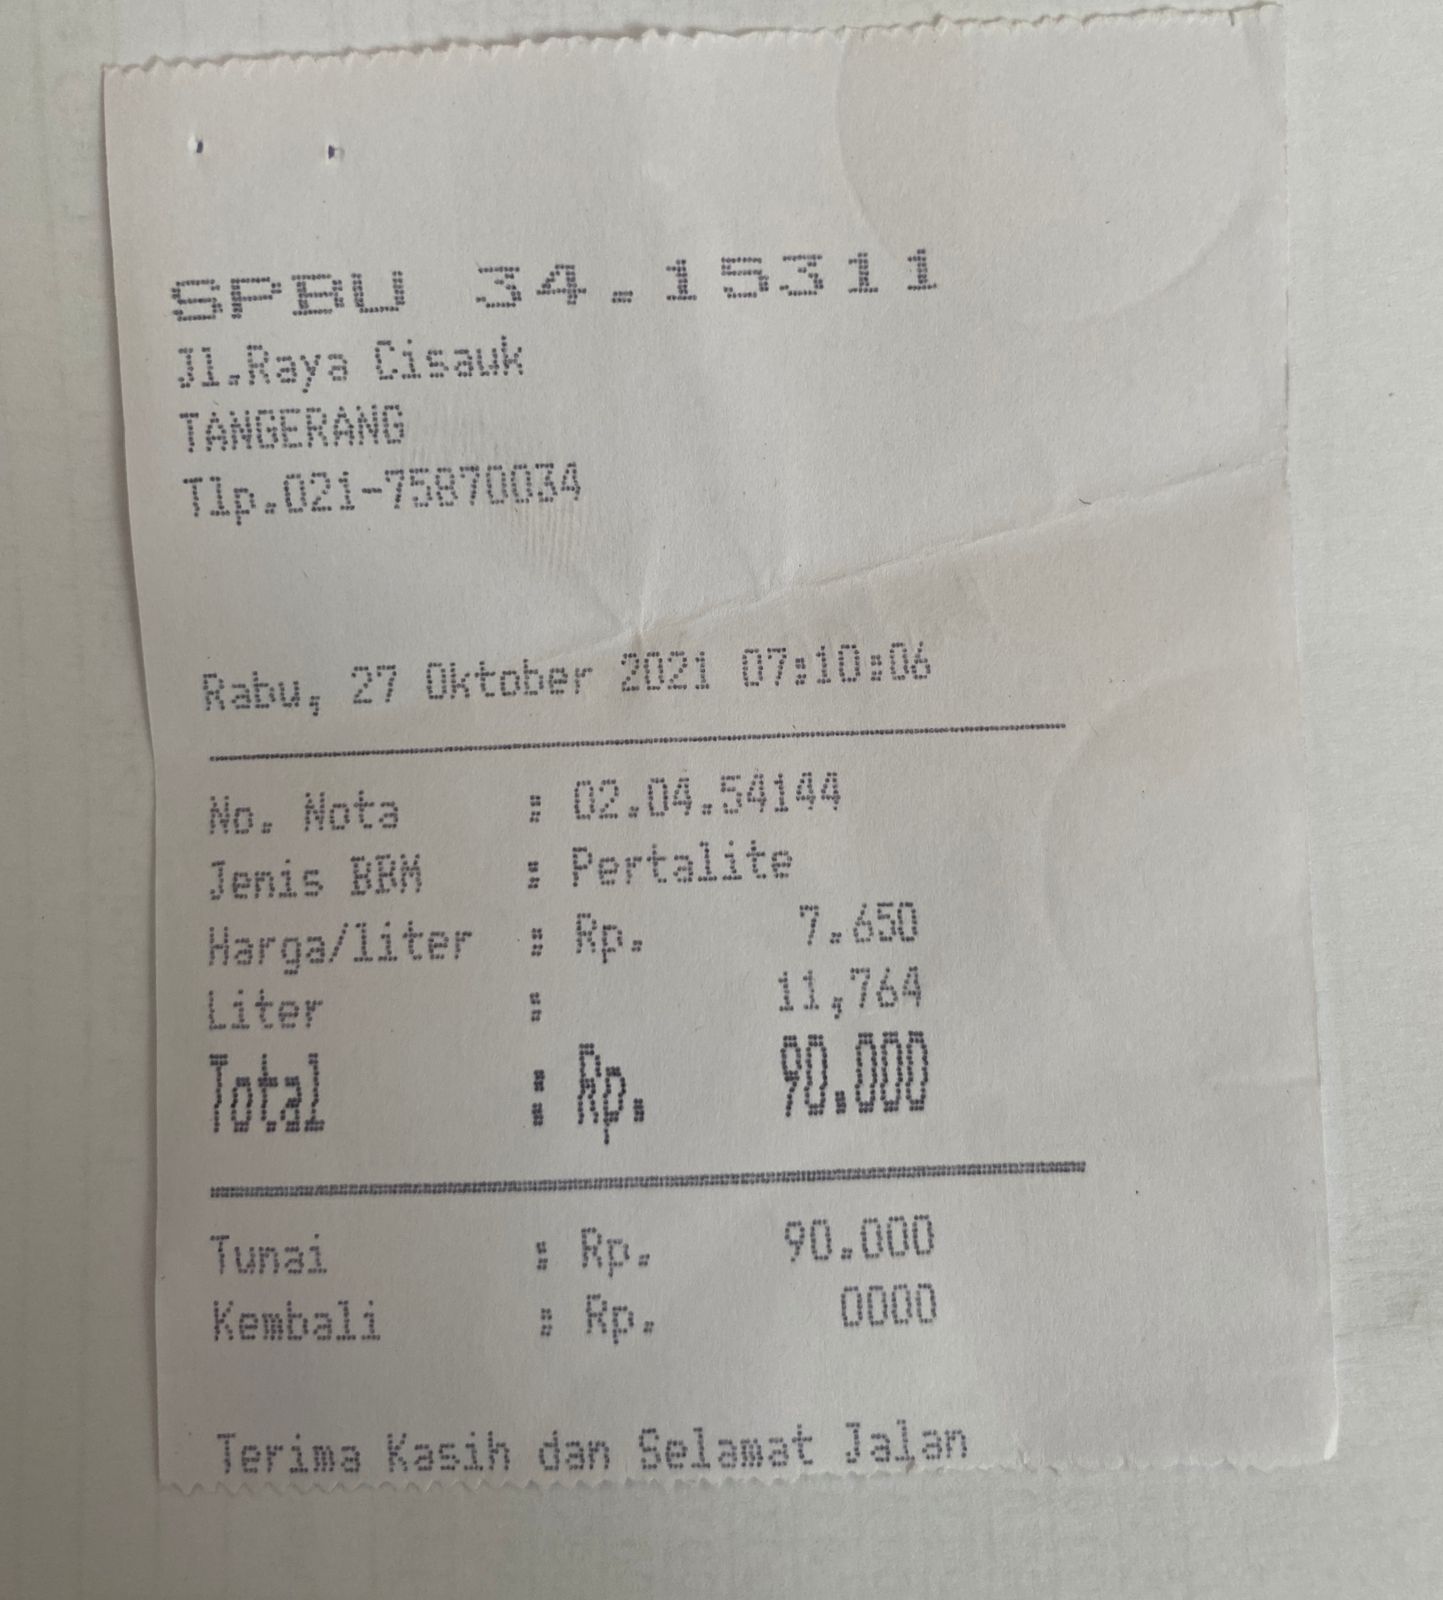 SPBU 34.15311
Jl.Raya Cisauk
TANGERANG
Tlp.021-75870034
Rabu, 27 Oktober 2021 07:10:06
No. Nota : 02.04.54144
Jenis BBM : Pertalite
Harga/liter : Rp. 7.650
Liter : 11,764
Total : Rp. 90.000
Tunai : Rp. 90.000
Kembali : Rp. 0000
Terima Kasih dan Selamat Jalan